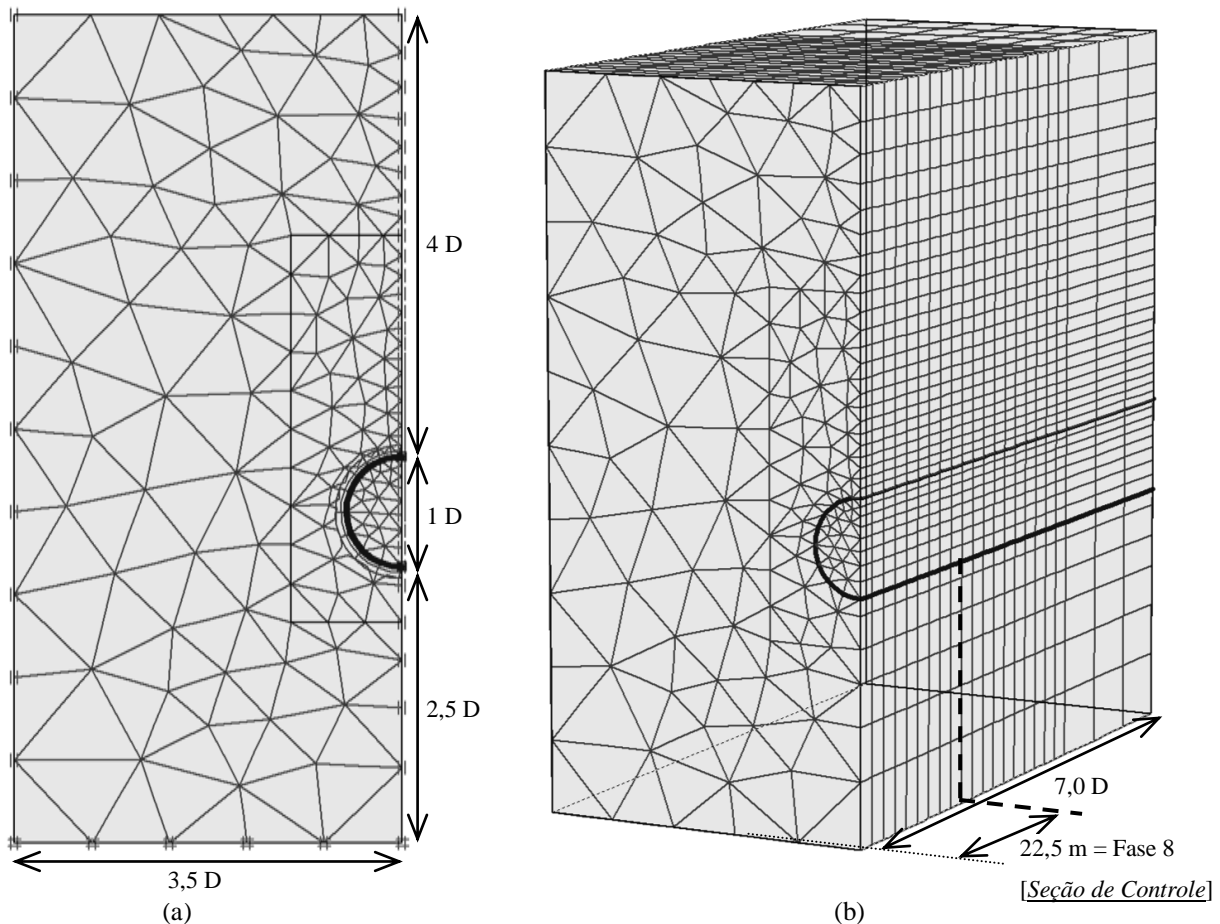 4 D
1 D
2,5 D
3,5 D
(a)
7,0 D
22,5 m = Fase 8
[Seção de Controle]
(b)